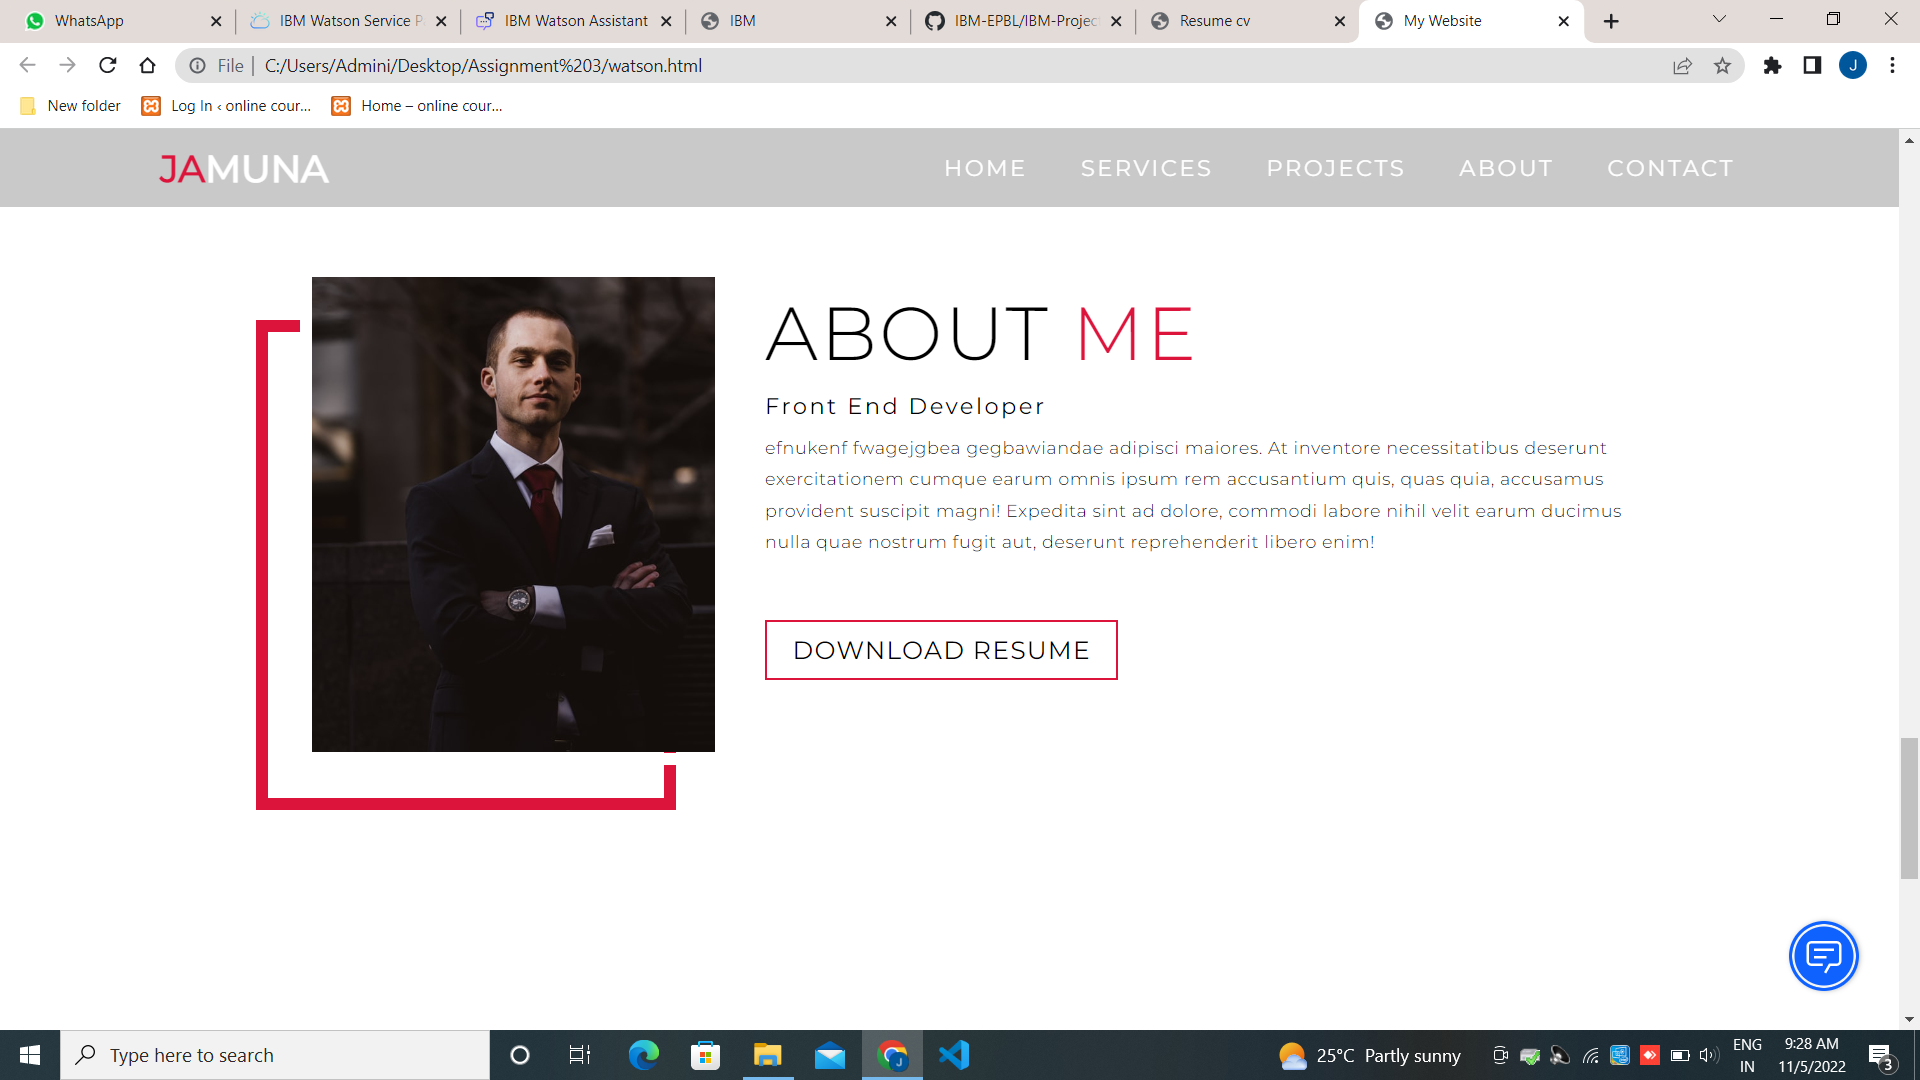 WhatsApp
IBM Watson Service P
IBM Watson Assistant
IBM
IBM-EPBL/IBM-Project
Resume cv
My Website
File | C:/Users/Admini/Desktop/Assignment%203/watson.html
J
New folder
Log In ‹ online cour...
Home – online cour...
JAMUNA
HOME
SERVICES
PROJECTS
ABOUT
CONTACT
ABOUT ME
Front End Developer
efnukenf fwagejgbea gegbawiandae adipisci maiores. At inventore necessitatibus deserunt
exercitationem cumque earum omnis ipsum rem accusantium quis, quas quia, accusamus
provident suscipit magni! Expedita sint ad dolore, commodi labore nihil velit earum ducimus
nulla quae nostrum fugit aut, deserunt reprehenderit libero enim!
DOWNLOAD RESUME
Type here to search
J
25°C Partly sunny
ENG
IN
9:28 AM
11/5/2022
3